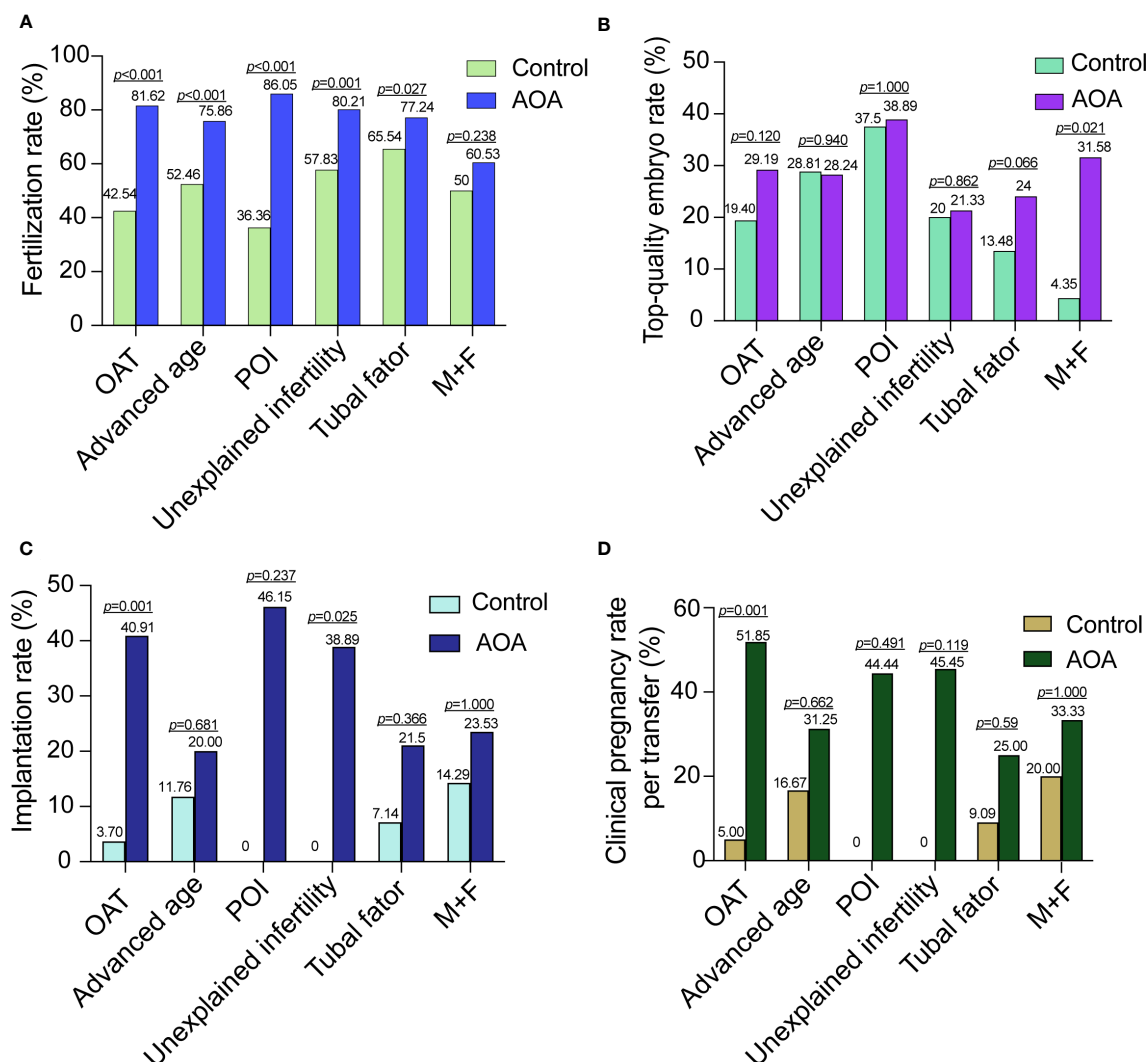 A
Fertilization rate (%)
100
80
60
40
20
0
Control
AOA
p<0.001
81.62
42.54
p<0.001
75.86
52.46
p<0.001
86.05
36.36
p=0.001
80.21
57.83
p=0.027
77.24
65.54
p=0.238
60.53
50
OAT
Advanced age
POI
Unexplained infertility
Tubal fator
M+F
B
Top-quality embryo rate (%)
50
40
30
20
10
0
Control
AOA
p=0.120
29.19
19.40
p=0.940
28.81 28.24
p=1.000
37.5 38.89
p=0.862
20 21.33
p=0.066
24
13.48
p=0.021
31.58
4.35
OAT
Advanced age
POI
Unexplained infertility
Tubal fator
M+F
C
Implantation rate (%)
50
40
30
20
10
0
Control
AOA
p=0.001
40.91
3.70
p=0.681
20.00
11.76
p=0.237
46.15
0
p=0.025
38.89
0
p=0.366
21.5
7.14
p=1.000
23.53
14.29
OAT
Advanced age
POI
Unexplained infertility
Tubal fator
M+F
D
Clinical pregnancy rate
per transfer (%)
60
40
20
0
Control
AOA
p=0.001
51.85
5.00
p=0.662
31.25
16.67
p=0.491
44.44
0
p=0.119
45.45
0
p=0.59
25.00
9.09
p=1.000
33.33
20.00
OAT
Advanced age
POI
Unexplained infertility
Tubal fator
M+F